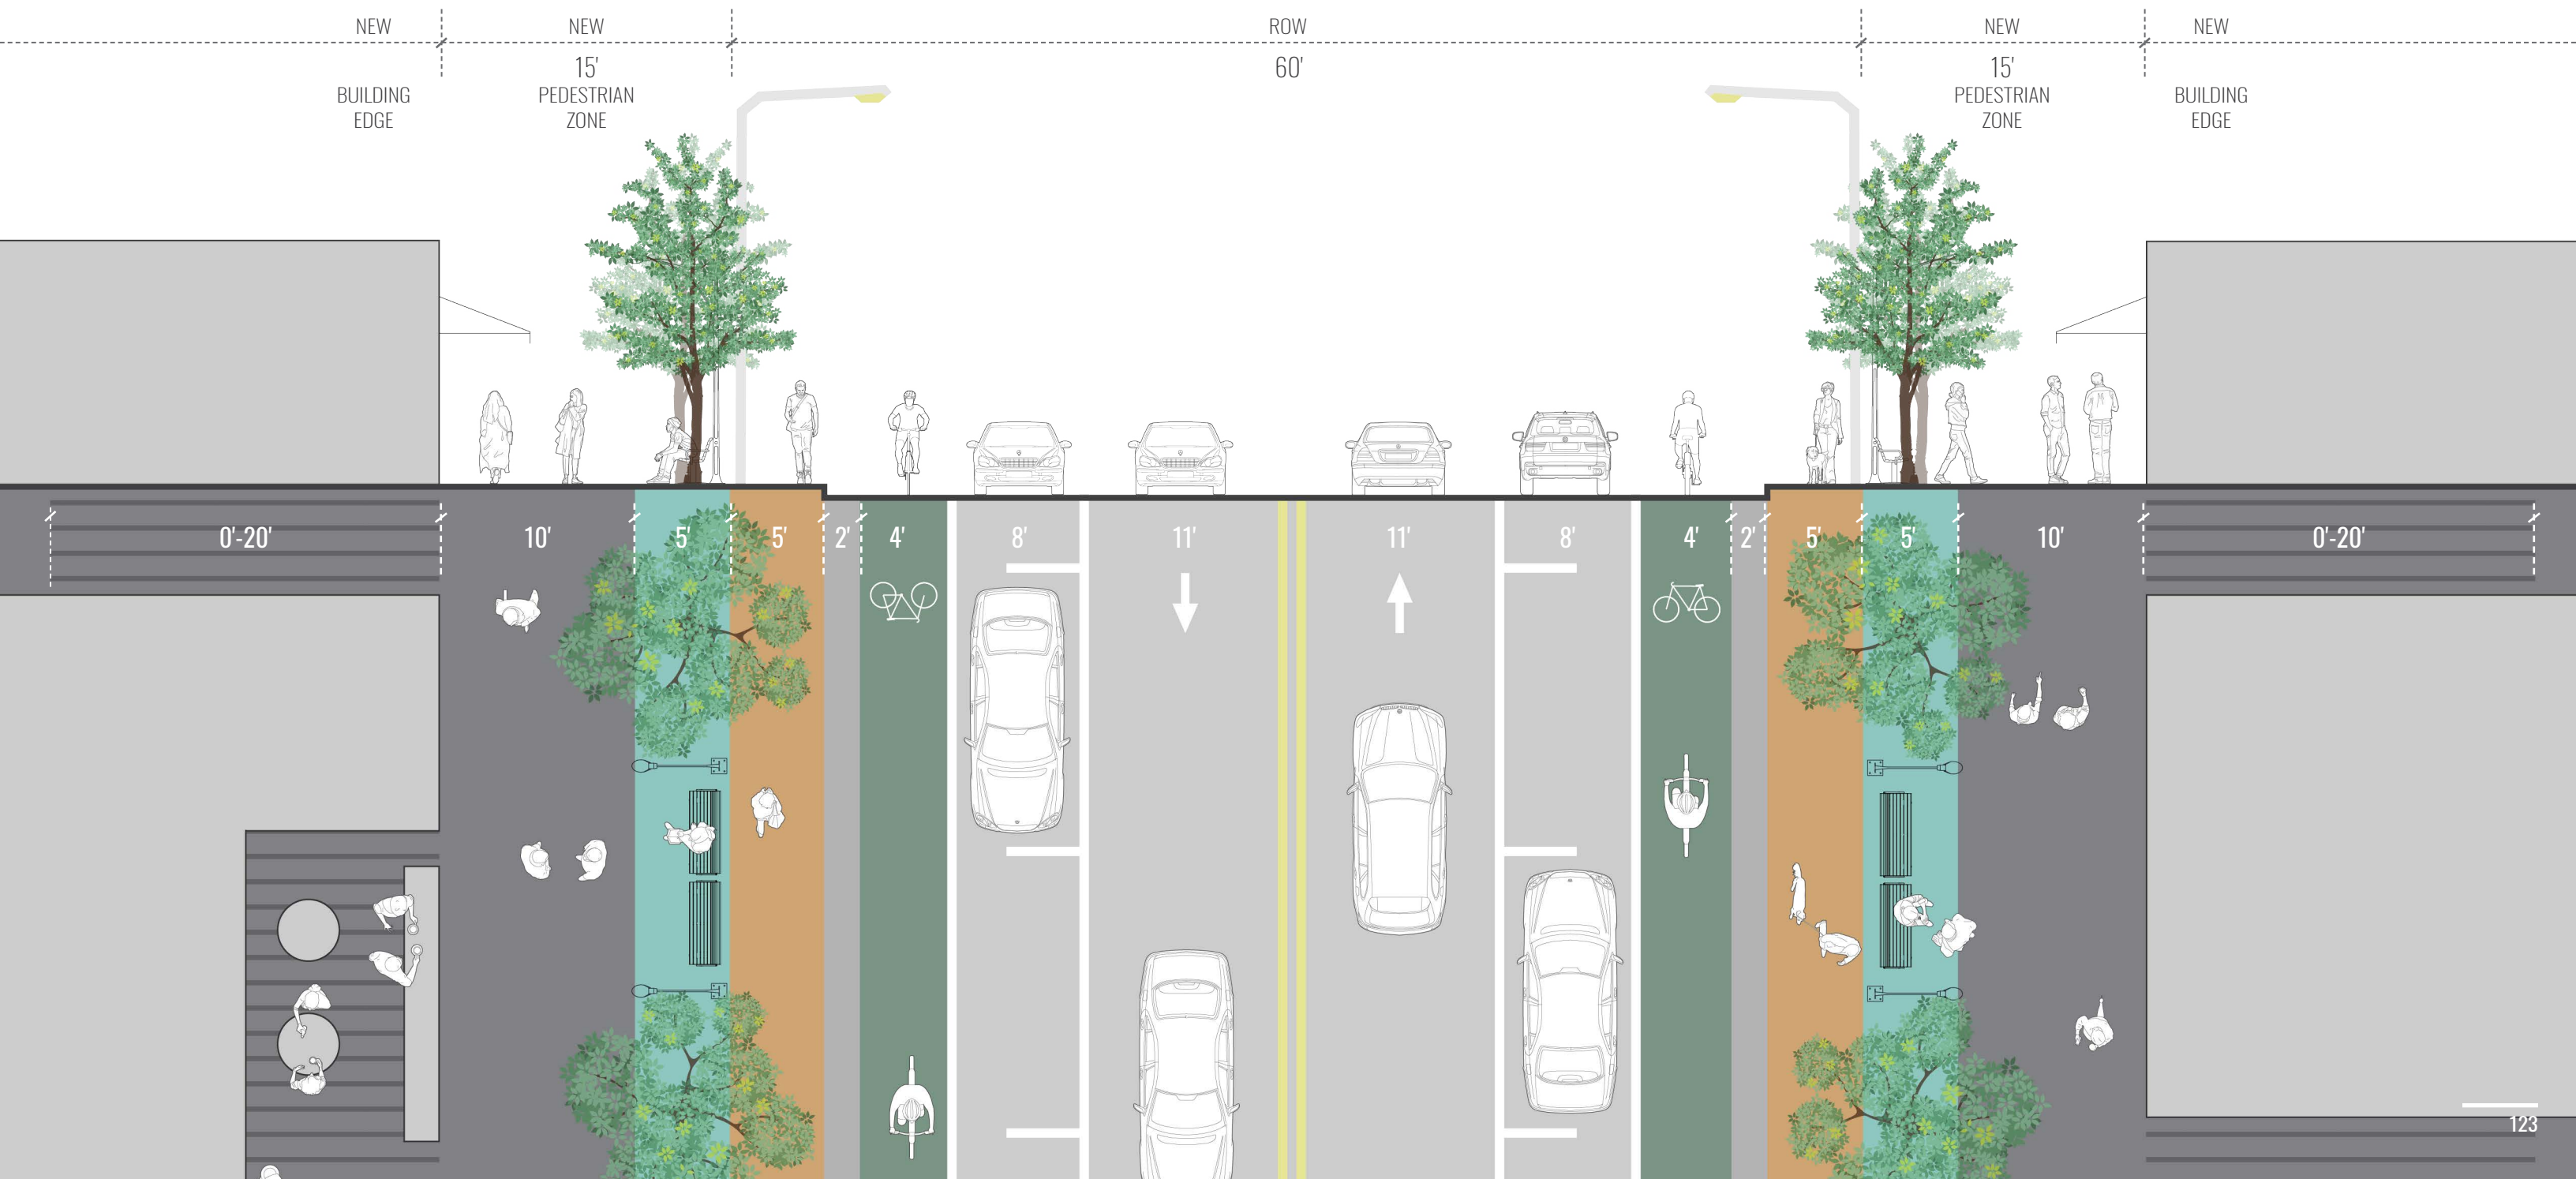 NEW
NEW
ROW
NEW
NEW
15'
60'
15'
BUILDING
EDGE
PEDESTRIAN
ZONE
PEDESTRIAN
ZONE
BUILDING
EDGE
0'-20'
10'
5'
5'
2'
4'
8'
11'
11'
8'
4'
2'
5'
5'
10'
0'-20'
123